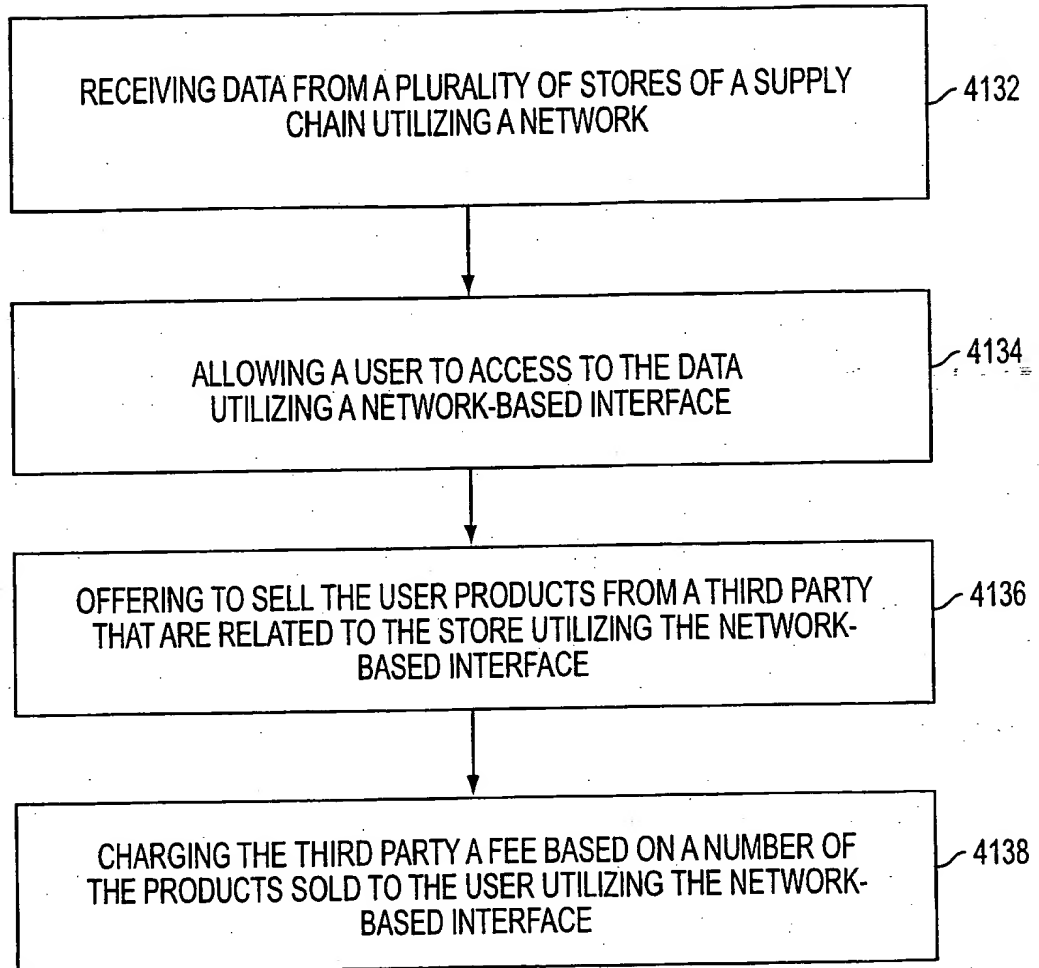 RECEIVING DATA FROM A PLURALITY OF STORES OF A SUPPLY
CHAIN UTILIZING A NETWORK
4132
ALLOWING A USER TO ACCESS TO THE DATA
UTILIZING A NETWORK-BASED INTERFACE
4134
OFFERING TO SELL THE USER PRODUCTS FROM A THIRD PARTY
THAT ARE RELATED TO THE STORE UTILIZING THE NETWORK-
BASED INTERFACE
4136
CHARGING THE THIRD PARTY A FEE BASED ON A NUMBER OF
THE PRODUCTS SOLD TO THE USER UTILIZING THE NETWORK-
BASED INTERFACE
4138